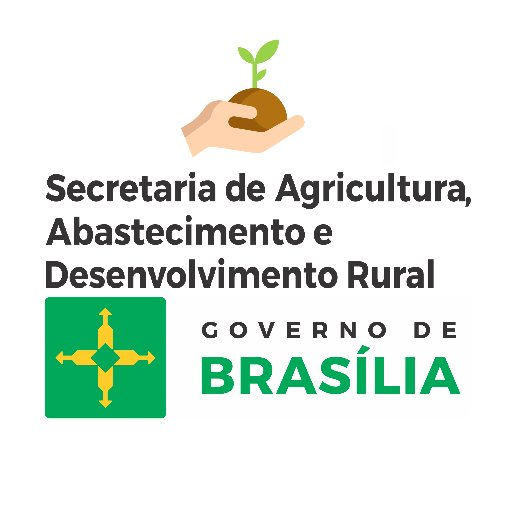 Secretaria de Agricultura,
Abastecimento e
Desenvolvimento Rural
GOVERNO DE
BRASÍLIA